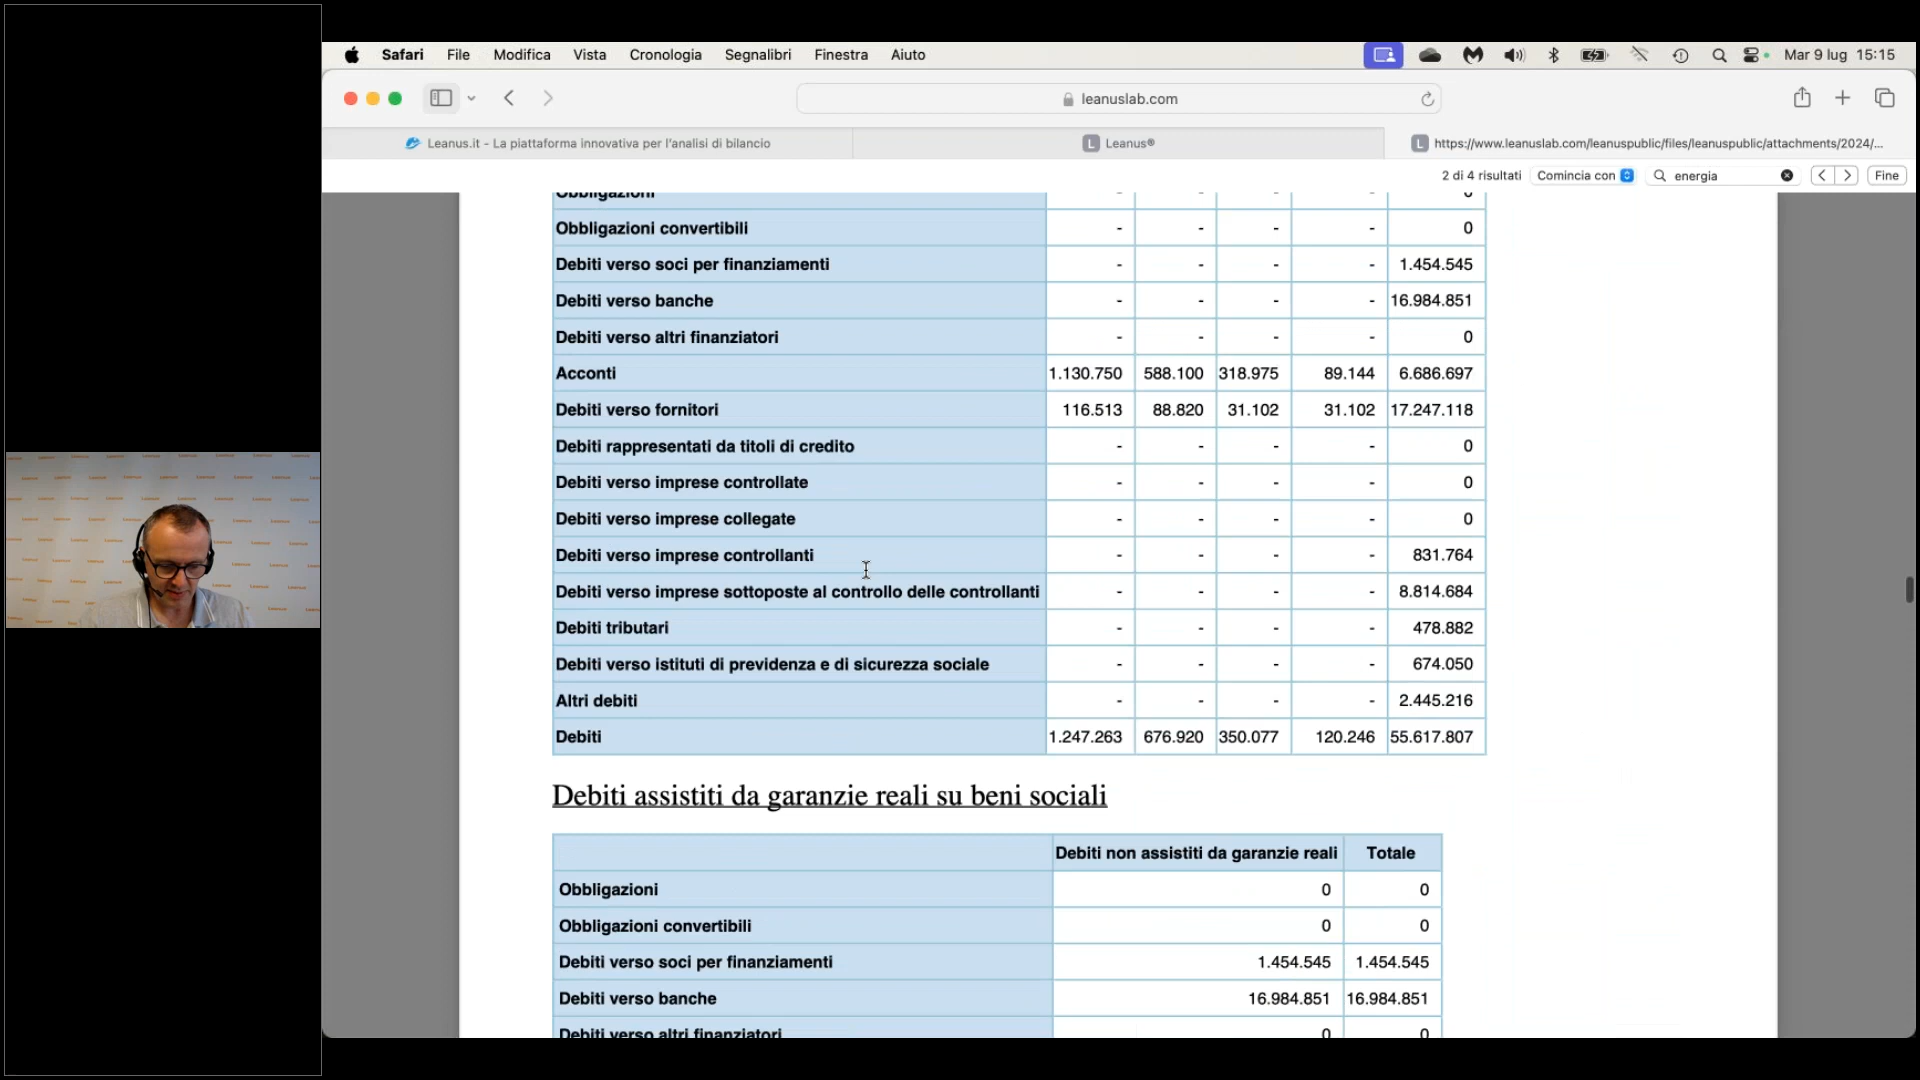 Safari File Modifica Vista Cronologia Segnalibri Finestra Aiuto Mar 9 lug 15:15
leanuslab.com
Leanus.it - La piattaforma innovativa per l'analisi di bilancio
L Leanus®
L https://www.leanuslab.com/leanuspublic/files/leanuspublic/attachments/2024/...
2 di 4 risultati Comincia con energia Fine
Obbligazioni - - - - 0
Obbligazioni convertibili - - - - 0
Debiti verso soci per finanziamenti - - - - 1.454.545
Debiti verso banche - - - - 16.984.851
Debiti verso altri finanziatori - - - - 0
Acconti 1.130.750 588.100 318.975 89.144 6.686.697
Debiti verso fornitori 116.513 88.820 31.102 31.102 17.247.118
Debiti rappresentati da titoli di credito - - - - 0
Debiti verso imprese controllate - - - - 0
Debiti verso imprese collegate - - - - 0
Debiti verso imprese controllanti - - - - 831.764
Debiti verso imprese sottoposte al controllo delle controllanti - - - - 8.814.684
Debiti tributari - - - - 478.882
Debiti verso istituti di previdenza e di sicurezza sociale - - - - 674.050
Altri debiti - - - - 2.445.216
Debiti 1.247.263 676.920 350.077 120.246 55.617.807
Debiti assistiti da garanzie reali su beni sociali
Debiti non assistiti da garanzie reali Totale
Obbligazioni 0 0
Obbligazioni convertibili 0 0
Debiti verso soci per finanziamenti 1.454.545 1.454.545
Debiti verso banche 16.984.851 16.984.851
Debiti verso altri finanziatori 0 0